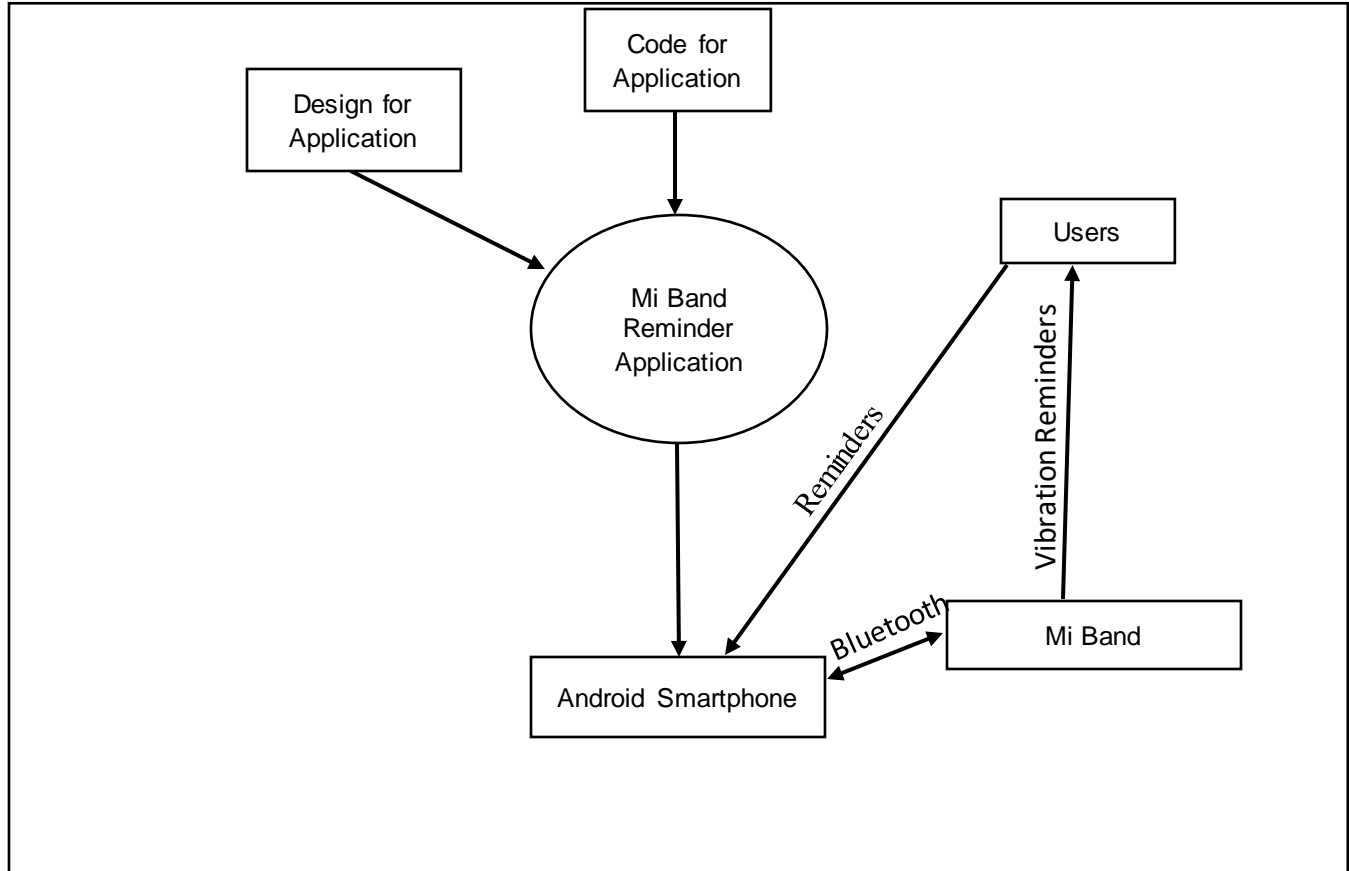 Code for
Application
Design for
Application
Users
Mi Band
Reminder
Application
Reminders
Vibration Reminders
Bluetooth
Mi Band
Android Smartphone